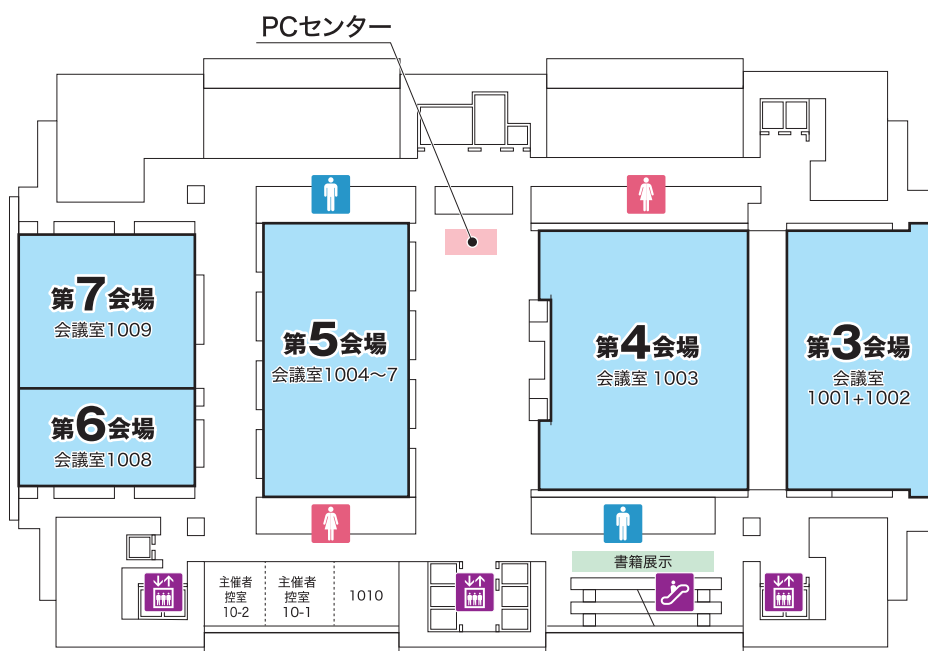 PCセンター
第7会場
会議室1009
第6会場
会議室1008
第5会場
会議室1004〜7
第4会場
会議室 1003
第3会場
会議室
1001+1002
書籍展示
主催者
控室
10-2
主催者
控室
10-1
1010